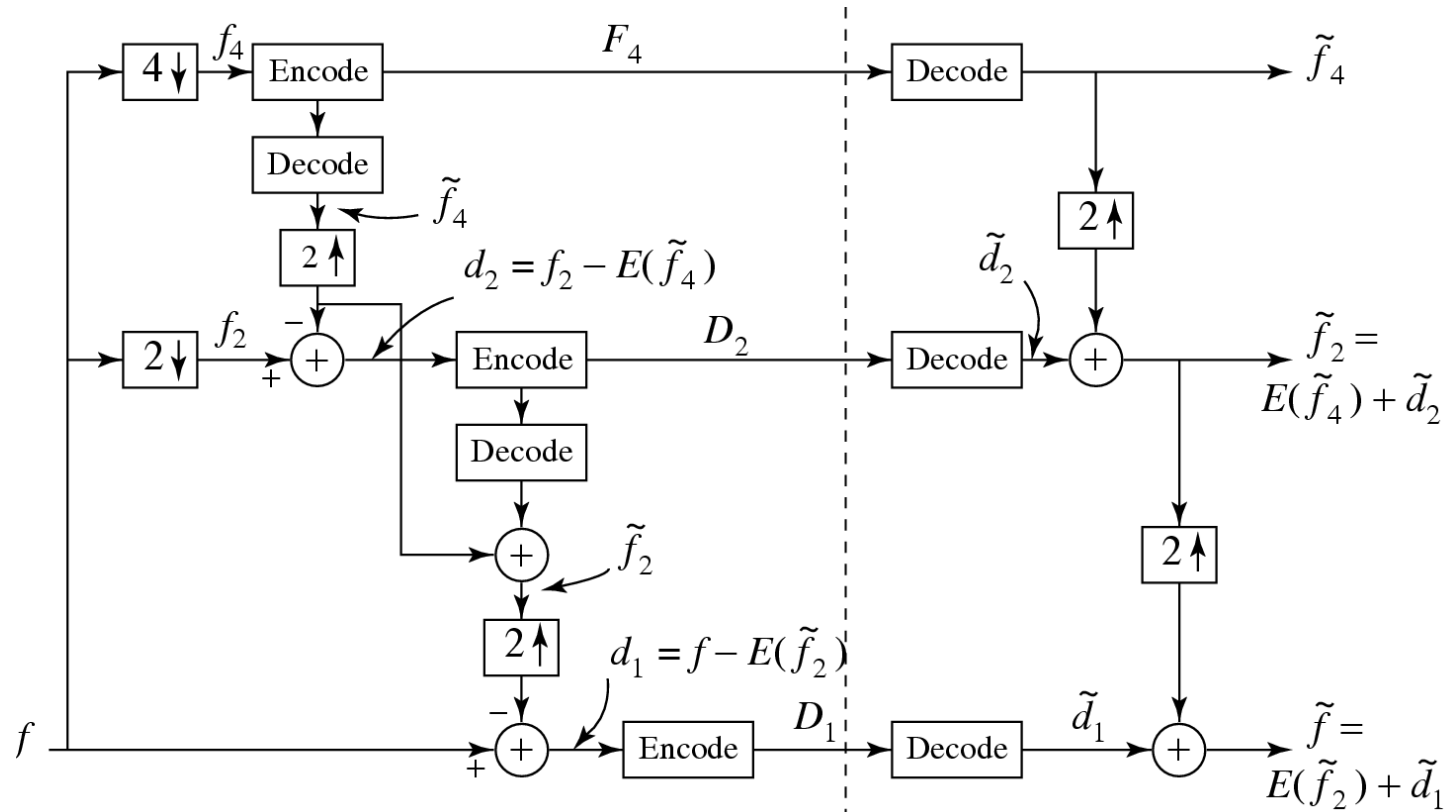 4↓ f₄ Encode F₄ Decode f̃₄
Decode
f̃₄
2↑ 2↑
d₂ = f₂ − E(f̃₄) d̃₂
−
2↓ f₂ + + Encode D₂ Decode + f̃₂ =
E(f̃₄) + d̃₂
Decode
+ f̃₂ 2↑
2↑ d₁ = f − E(f̃₂)
−
f + + Encode D₁ Decode d̃₁ + f̃ =
E(f̃₂) + d̃₁